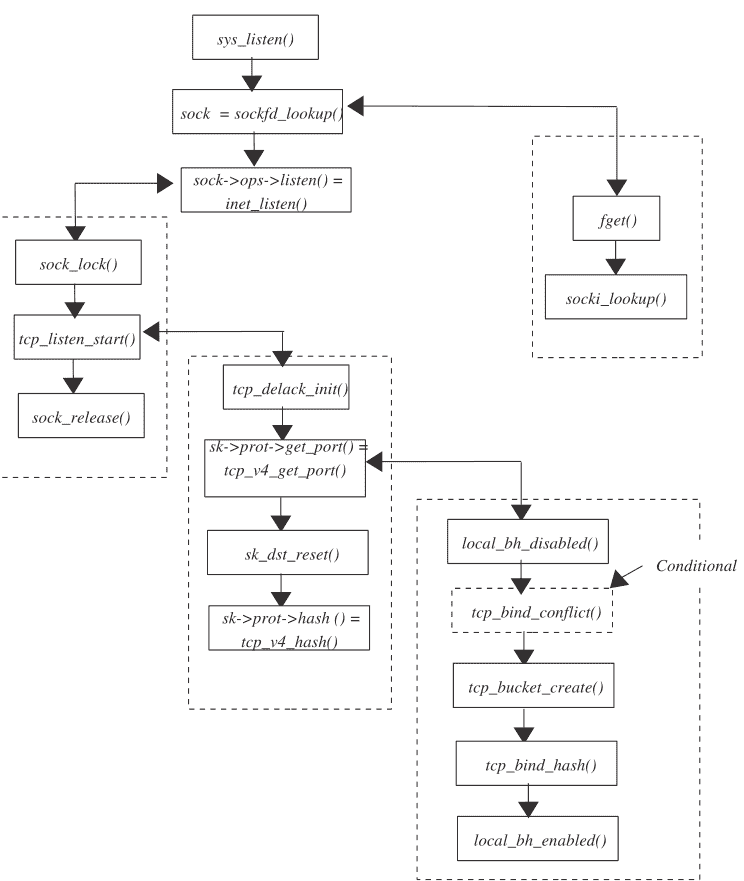 sys_listen()
sock = sockfd_lookup()
sock->ops->listen() =
inet_listen()
fget()
socki_lookup()
sock_lock()
tcp_listen_start()
sock_release()
tcp_delack_init()
sk->prot->get_port() =
tcp_v4_get_port()
sk_dst_reset()
sk->prot->hash () =
tcp_v4_hash()
local_bh_disabled()
Conditional
tcp_bind_conflict()
tcp_bucket_create()
tcp_bind_hash()
local_bh_enabled()